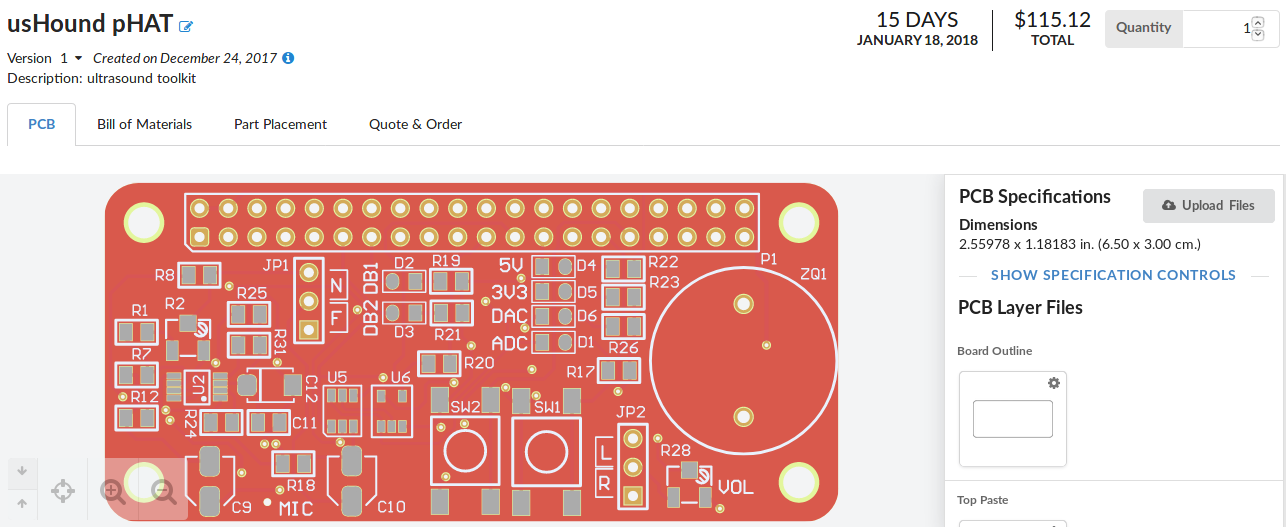 usHound pHAT
15 DAYS
JANUARY 18, 2018
$115.12
TOTAL
Quantity
1
Version 1 Created on December 24, 2017
Description: ultrasound toolkit
PCB
Bill of Materials
Part Placement
Quote & Order
PCB Specifications
Upload Files
Dimensions
2.55978 x 1.18183 in. (6.50 x 3.00 cm.)
SHOW SPECIFICATION CONTROLS
PCB Layer Files
Board Outline
Top Paste
R8
JP1
N
F
DB1
DB2
D2
D3
R19
R21
5V
3V3
DAC
ADC
D4
D5
D6
D1
R22
R23
R26
P1
ZQ1
R1
R2
R25
R31
R7
R12
U2
R24
C12
C11
U5
U6
R20
R17
SW2
SW1
JP2
L
R
R28
VOL
R18
C9
MIC
C10